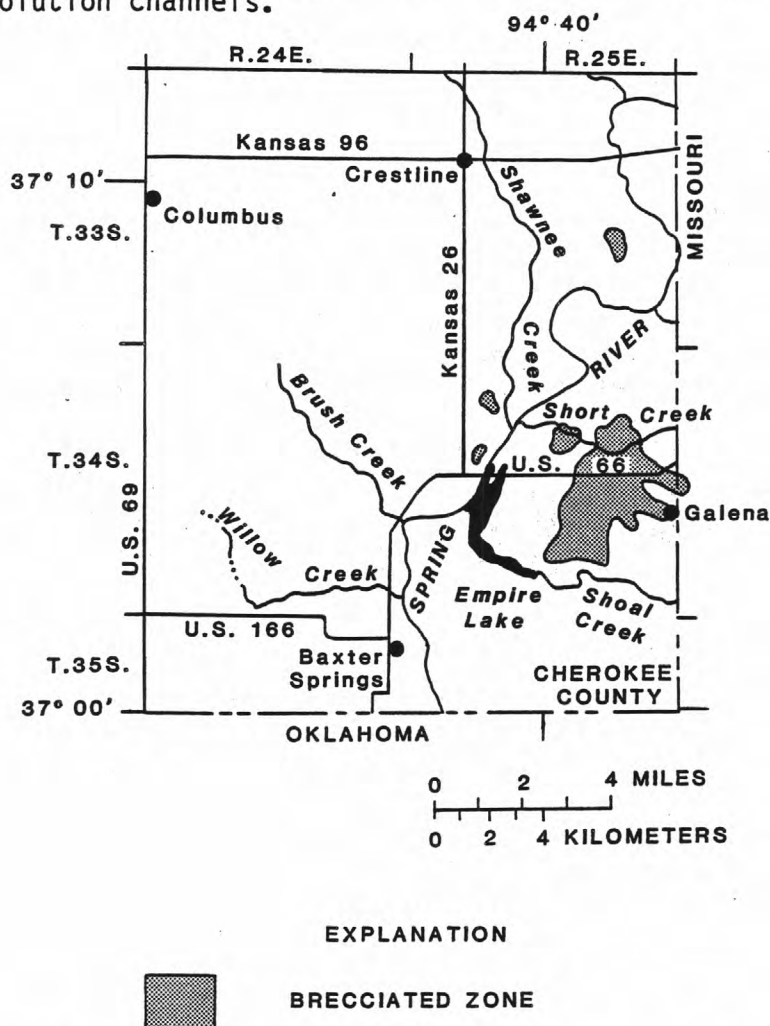 olution channels.
94° 40'
R.24E.
R.25E.
Kansas 96
37° 10'
Crestline
Columbus
T.33S.
MISSOURI
Shawnee
Creek
Kansas 26
RIVER
Brush Creek
Short Creek
T.34S.
U.S. 66
U.S. 69
Galena
Willow
Creek
SPRING
Empire
Lake
Shoal
Creek
U.S. 166
Baxter
Springs
T.35S.
CHEROKEE
COUNTY
37° 00'
OKLAHOMA
0 2 4 MILES
0 2 4 KILOMETERS
EXPLANATION
BRECCIATED ZONE